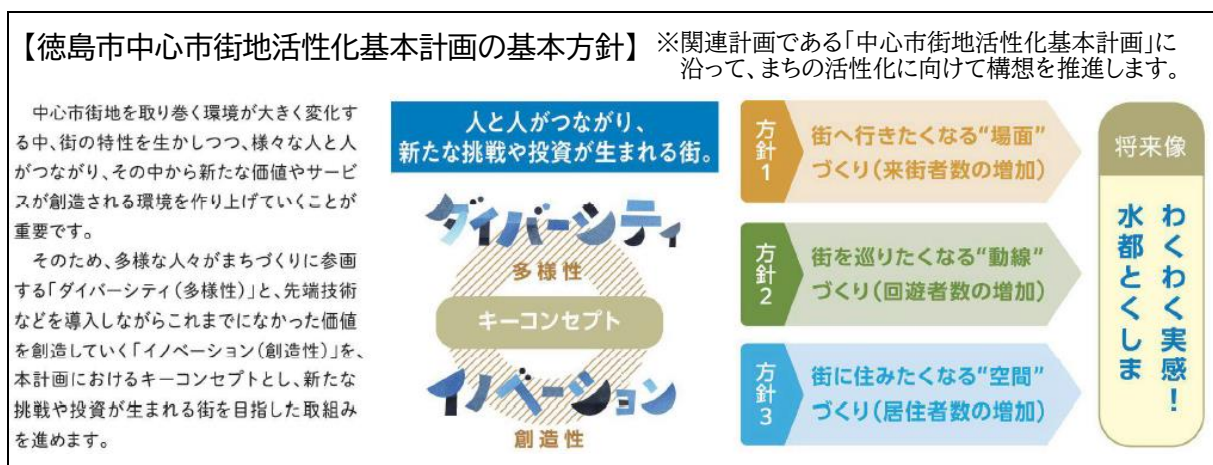 【徳島市中心市街地活性化基本計画の基本方針】
※関連計画である「中心市街地活性化基本計画」に
沿って、まちの活性化に向けて構想を推進します。
中心市街地を取り巻く環境が大きく変化す
る中、街の特性を生かしつつ、様々な人と人
がつながり、その中から新たな価値やサービ
スが創造される環境を作り上げていくことが
重要です。
そのため、多様な人々がまちづくりに参画
する「ダイバーシティ(多様性)」と、先端技術
などを導入しながらこれまでになかった価値
を創造していく「イノベーション(創造性)」を、
本計画におけるキーコンセプトとし、新たな
挑戦や投資が生まれる街を目指した取組み
を進めます。
人と人がつながり、
新たな挑戦や投資が生まれる街。
ダイバーシティ
多様性
キーコンセプト
イノベーション
創造性
方針1
街へ行きたくなる“場面”
づくり(来街者数の増加)
方針2
街を巡りたくなる“動線”
づくり(回遊者数の増加)
方針3
街に住みたくなる“空間”
づくり(居住者数の増加)
将来像
わくわく実感!
水都とくしま